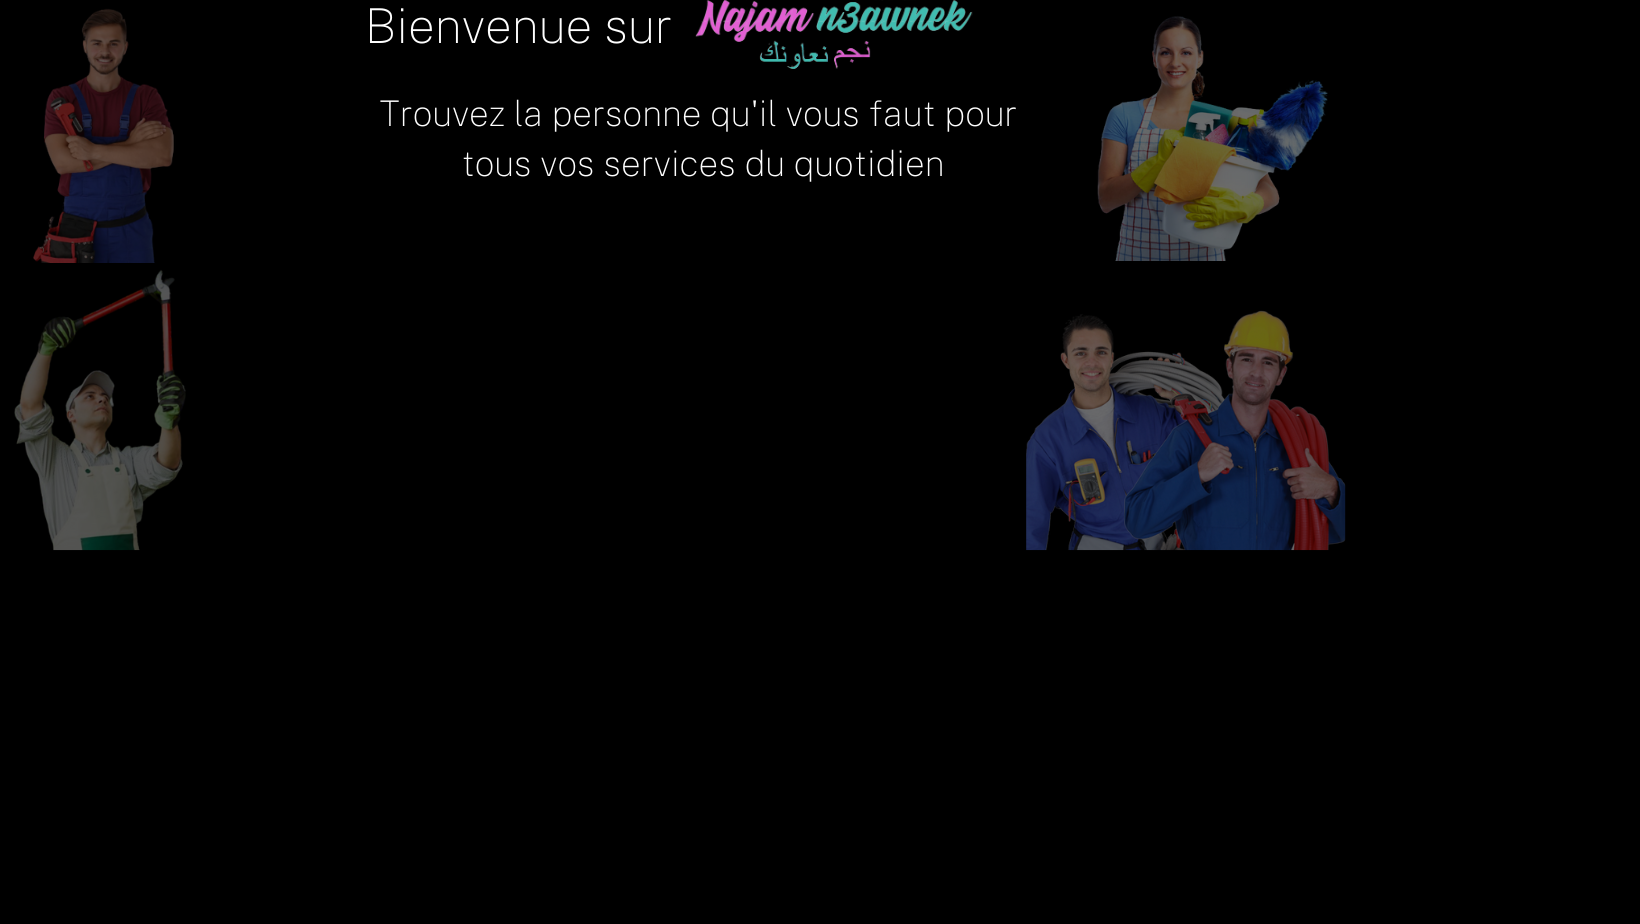 Bienvenue sur Najam n3awnek
نجم نعاونك
Trouvez la personne qu'il vous faut pour
tous vos services du quotidien